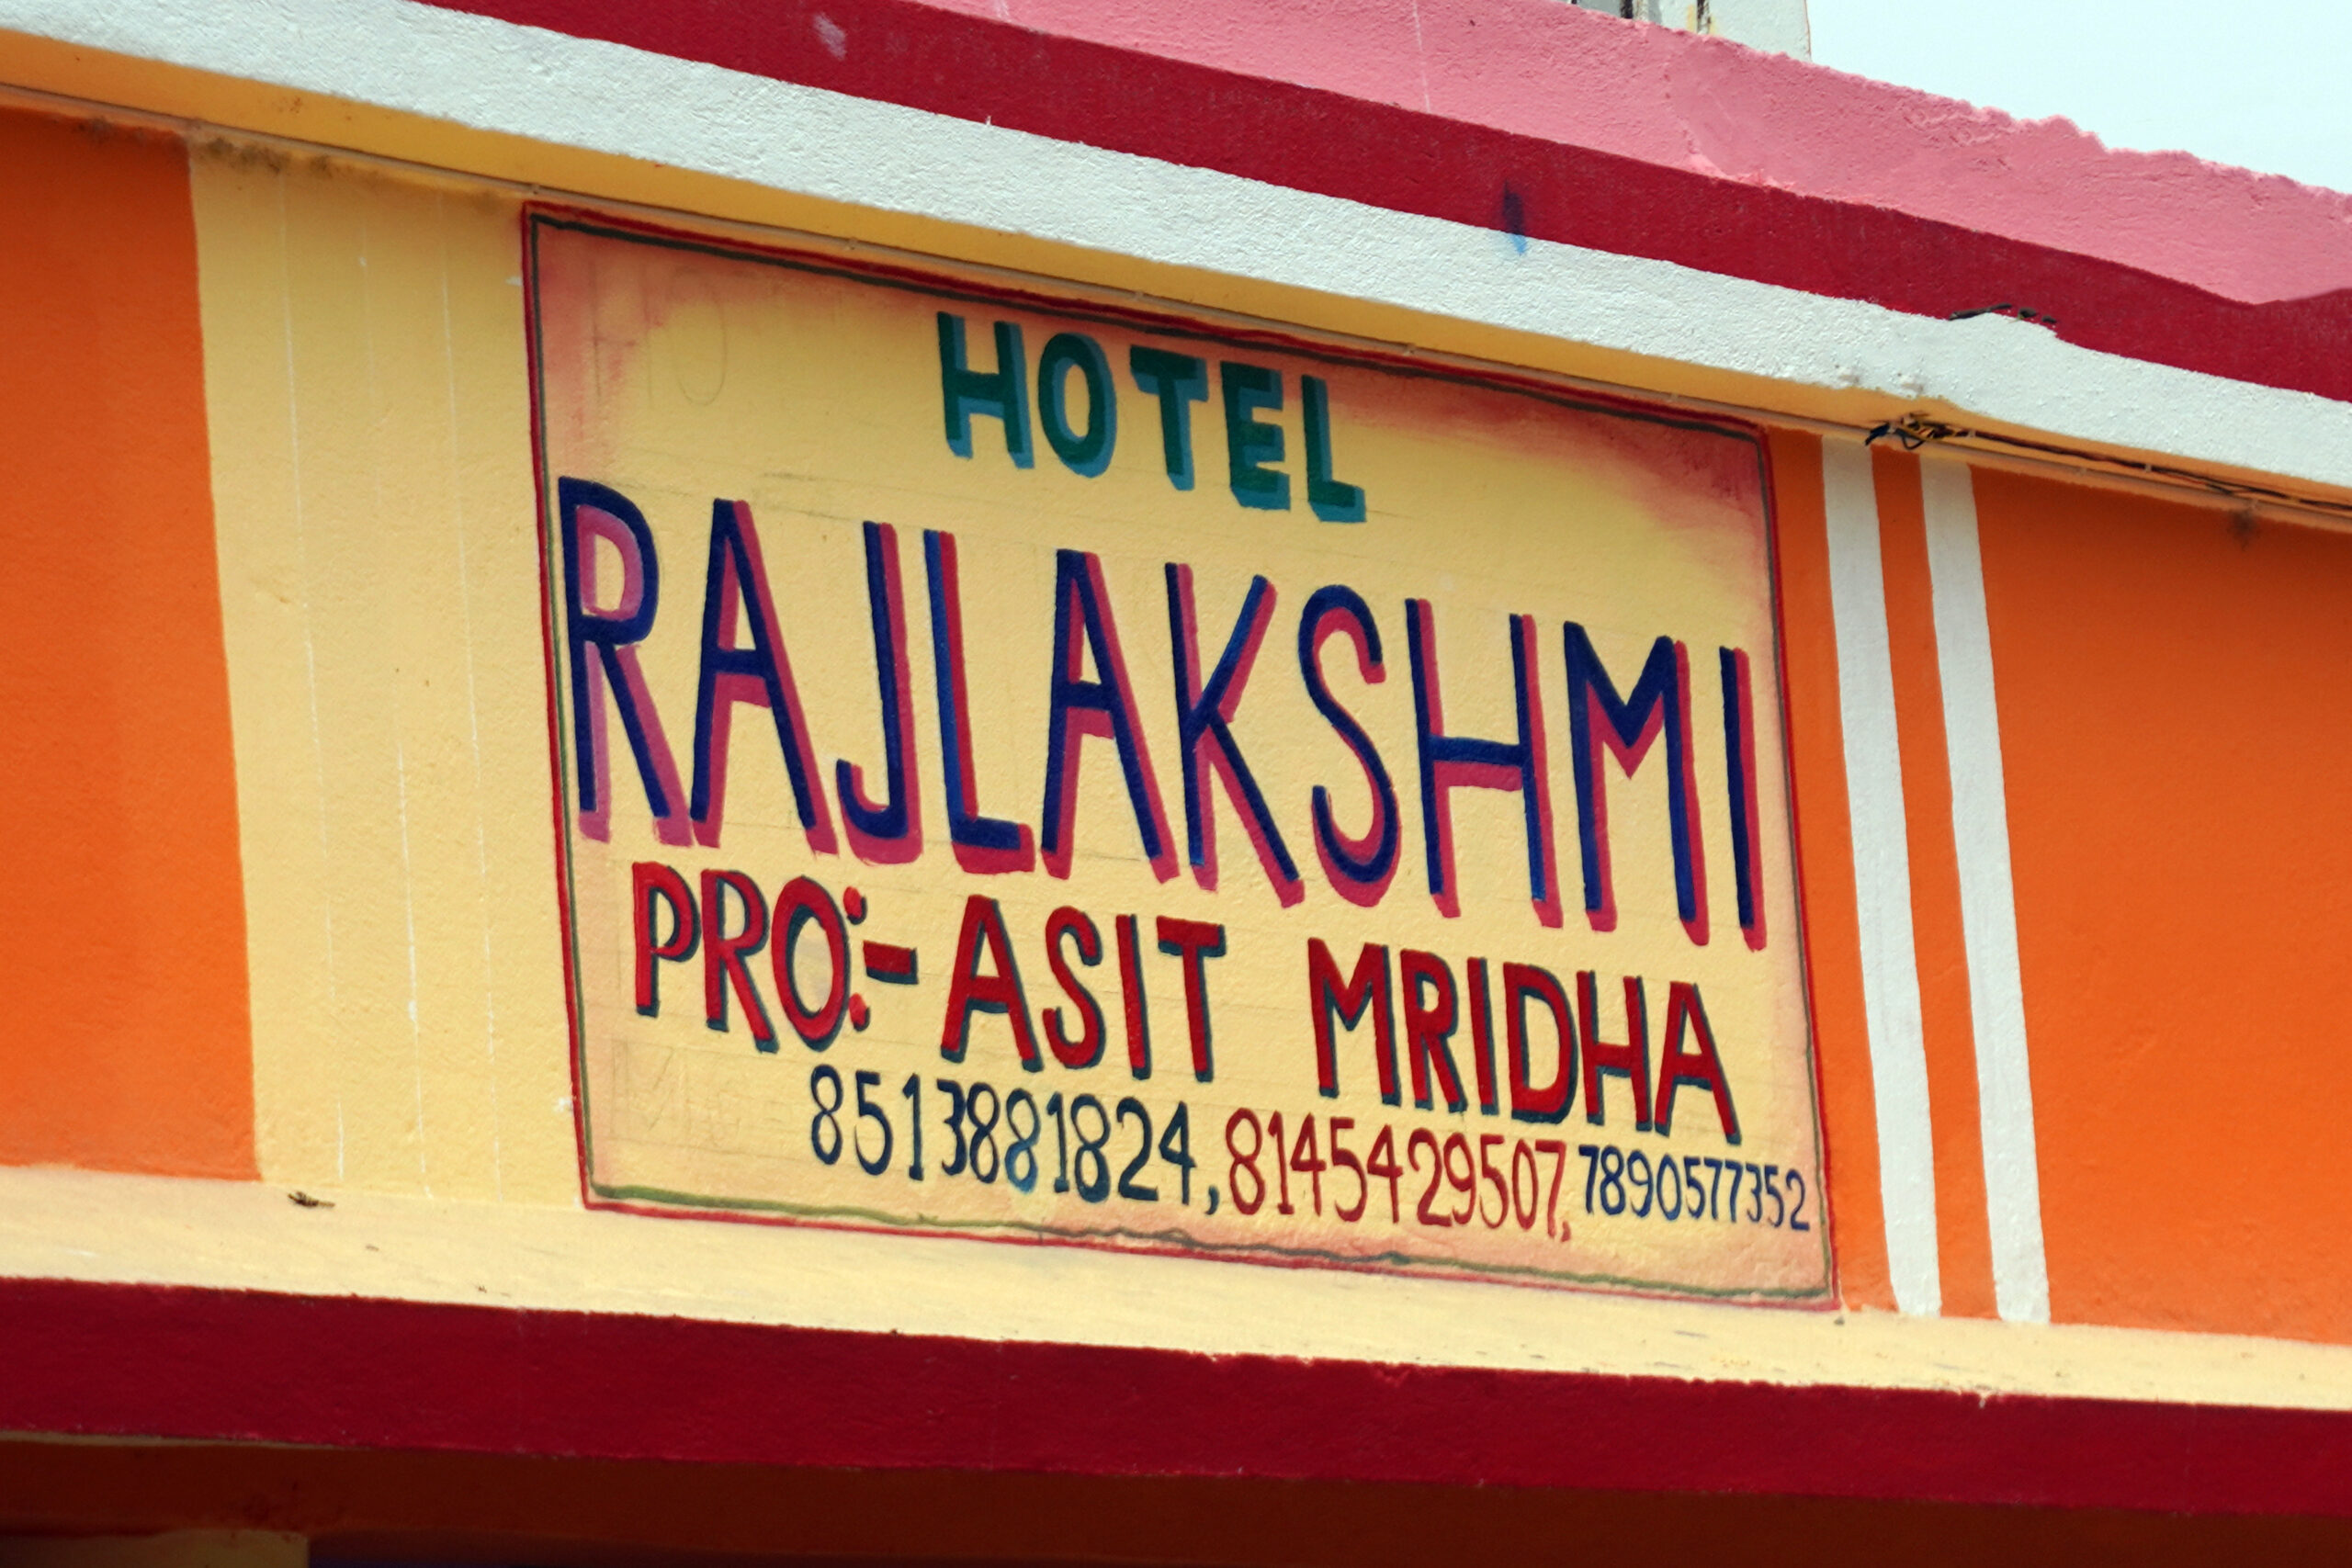 HOTEL
RAJLAKSHMI
PRO:- ASIT MRIDHA
8513881824, 8145429507, 7890577352